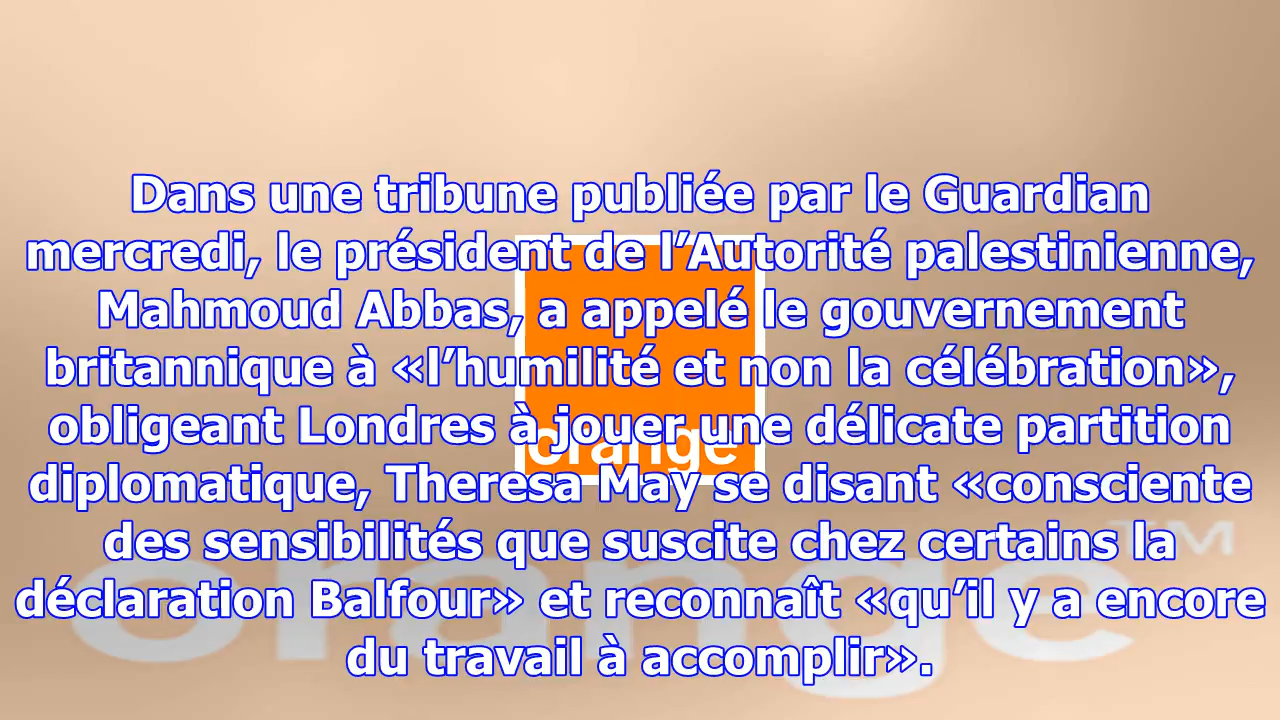 Dans une tribune publiée par le Guardian
mercredi, le président de l’Autorité palestinienne,
Mahmoud Abbas, a appelé le gouvernement
britannique à «l’humilité et non la célébration»,
obligeant Londres à jouer une délicate partition
diplomatique, Theresa May se disant «consciente
des sensibilités que suscite chez certains la
déclaration Balfour» et reconnaît «qu’il y a encore
du travail à accomplir».
orange
orange™